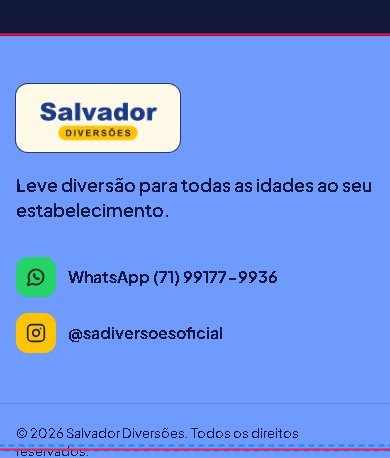 Salvador
DIVERSÕES
Leve diversão para todas as idades ao seu
estabelecimento.
WhatsApp (71) 99177-9936
@sadiversoesoficial
© 2026 Salvador Diversões. Todos os direitos
reservados.